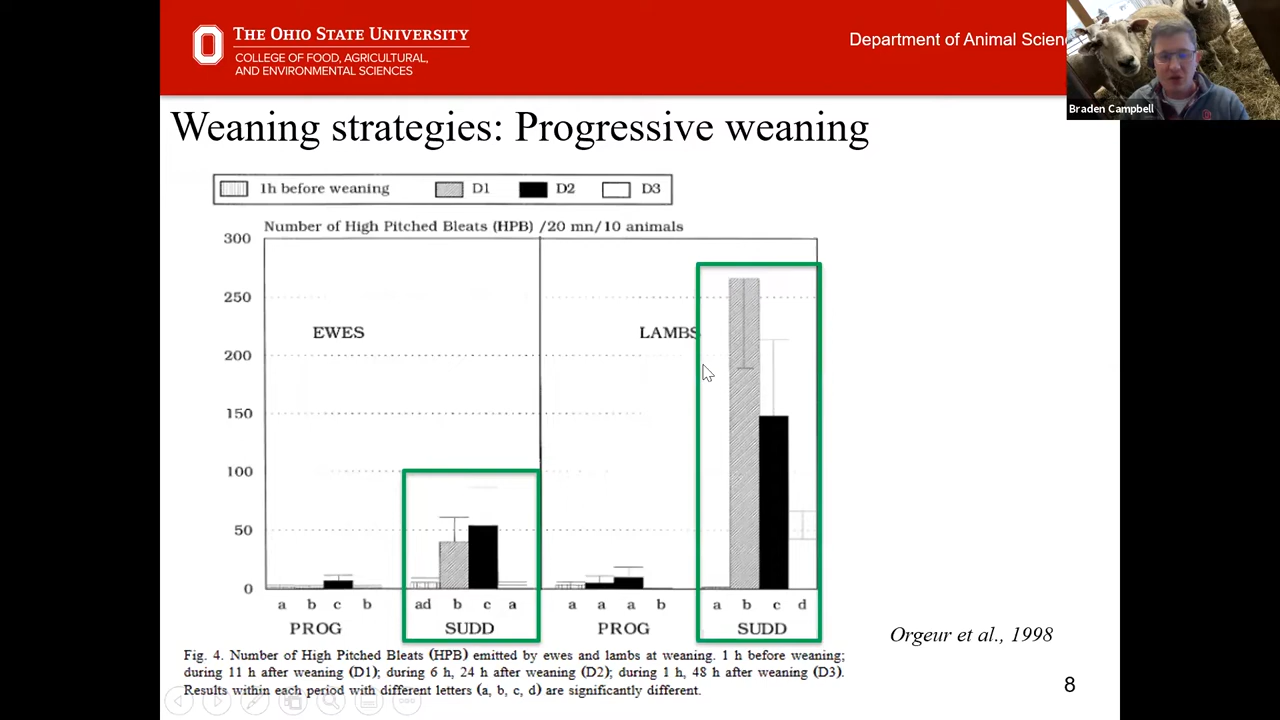 THE OHIO STATE UNIVERSITY
COLLEGE OF FOOD, AGRICULTURAL,
AND ENVIRONMENTAL SCIENCES
Department of Animal Scien
Braden Campbell
Weaning strategies: Progressive weaning
1h before weaning D1 D2 D3
Number of High Pitched Bleats (HPB) /20 mn/10 animals
300
250
EWES LAMBS
200
150
100
50
0
a b c b ad b c a a a a b a b c d
PROG SUDD PROG SUDD
Orgeur et al., 1998
Fig. 4. Number of High Pitched Bleats (HPB) emitted by ewes and lambs at weaning. 1 h before weaning;
during 11 h after weaning (D1); during 6 h, 24 h after weaning (D2); during 1 h, 48 h after weaning (D3).
Results within each period with different letters (a, b, c, d) are significantly different.
8